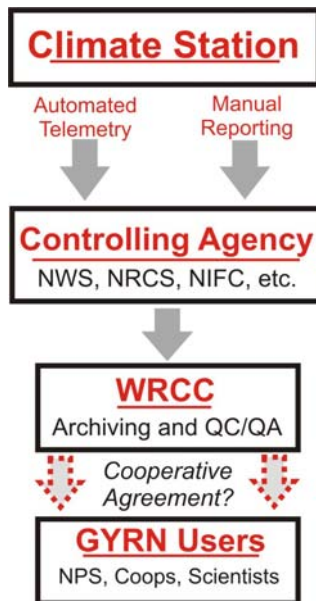 Climate Station
Automated
Telemetry
Manual
Reporting
Controlling Agency
NWS, NRCS, NIFC, etc.
WRCC
Archiving and QC/QA
Cooperative
Agreement?
GYRN Users
NPS, Coops, Scientists